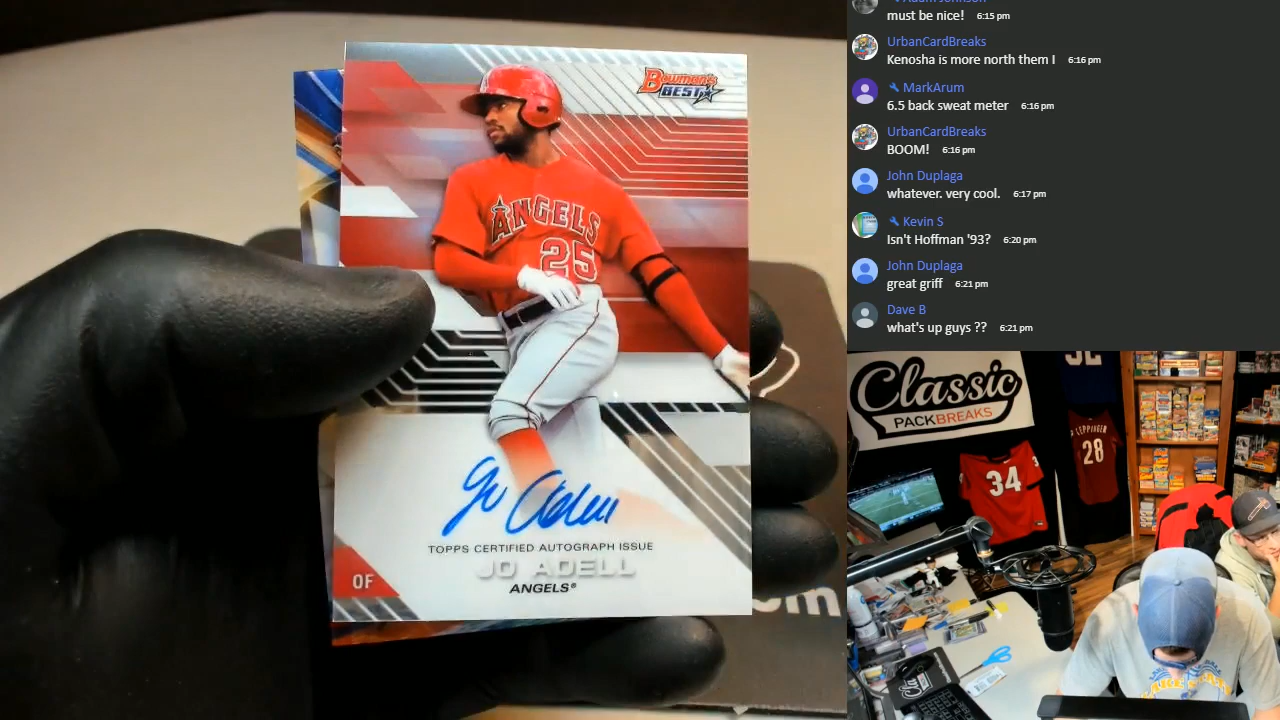 Bowman's
BEST
ANGELS
25
Jo Adell
TOPPS CERTIFIED AUTOGRAPH ISSUE
JO ADELL
OF
ANGELS®
must be nice! 6:15 pm
UrbanCardBreaks
Kenosha is more north them I 6:16 pm
MarkArum
6.5 back sweat meter 6:16 pm
UrbanCardBreaks
BOOM! 6:16 pm
John Duplaga
whatever. very cool. 6:17 pm
Kevin S
Isn't Hoffman '93? 6:20 pm
John Duplaga
great griff 6:21 pm
Dave B
what's up guys ?? 6:21 pm
Classic
PACKBREAKS
34
LEPPINGER
28